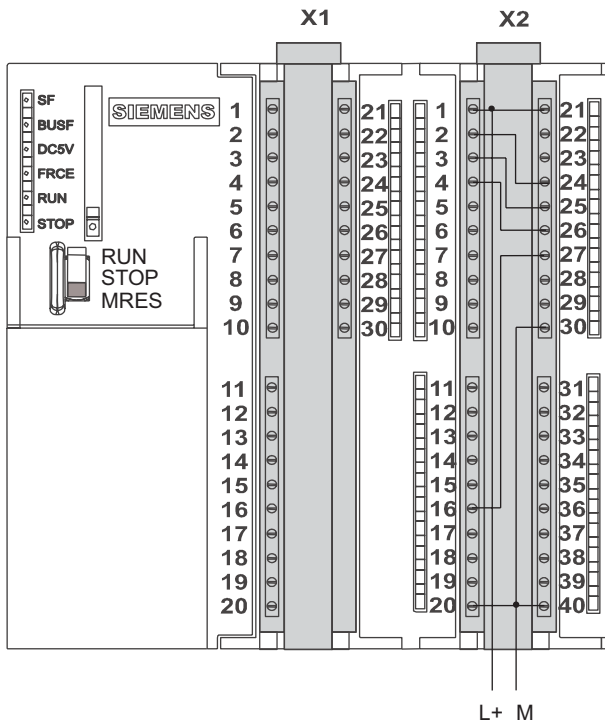 X1 X2
SF
BUSF
DC5V
FRCE
RUN
STOP
SIEMENS
RUN
STOP
MRES
1 21 1 21
2 22 2 22
3 23 3 23
4 24 4 24
5 25 5 25
6 26 6 26
7 27 7 27
8 28 8 28
9 29 9 29
10 30 10 30
11 11 31
12 12 32
13 13 33
14 14 34
15 15 35
16 16 36
17 17 37
18 18 38
19 19 39
20 20 40
L+ M